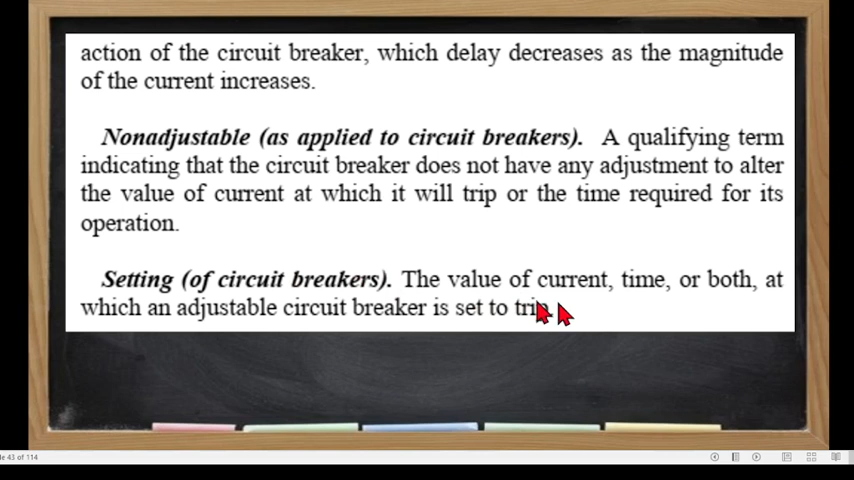 action of the circuit breaker, which delay decreases as the magnitude
of the current increases.
Nonadjustable (as applied to circuit breakers). A qualifying term
indicating that the circuit breaker does not have any adjustment to alter
the value of current at which it will trip or the time required for its
operation.
Setting (of circuit breakers). The value of current, time, or both, at
which an adjustable circuit breaker is set to trip.
de 43 of 114